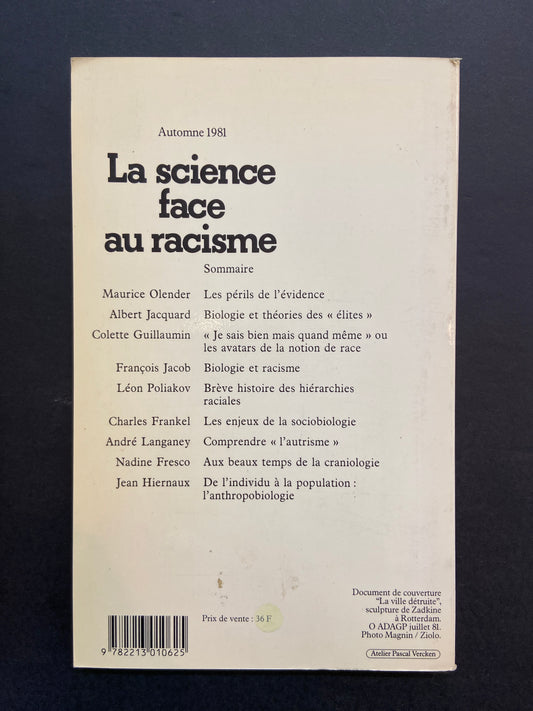 Automne 1981
La science
face
au racisme
Sommaire
Maurice Olender Les périls de l'évidence
Albert Jacquard Biologie et théories des « élites »
Colette Guillaumin « Je sais bien mais quand même » ou
les avatars de la notion de race
François Jacob Biologie et racisme
Léon Poliakov Brève histoire des hiérarchies
raciales
Charles Frankel Les enjeux de la sociobiologie
André Langaney Comprendre « l'autrisme »
Nadine Fresco Aux beaux temps de la craniologie
Jean Hiernaux De l'individu à la population :
l'anthropobiologie
Document de couverture
"La ville détruite",
sculpture de Zadkine
à Rotterdam.
O ADAGP juillet 81.
Photo Magnin / Ziolo.
Prix de vente : 36 F
Atelier Pascal Vercken
9 782213 010625